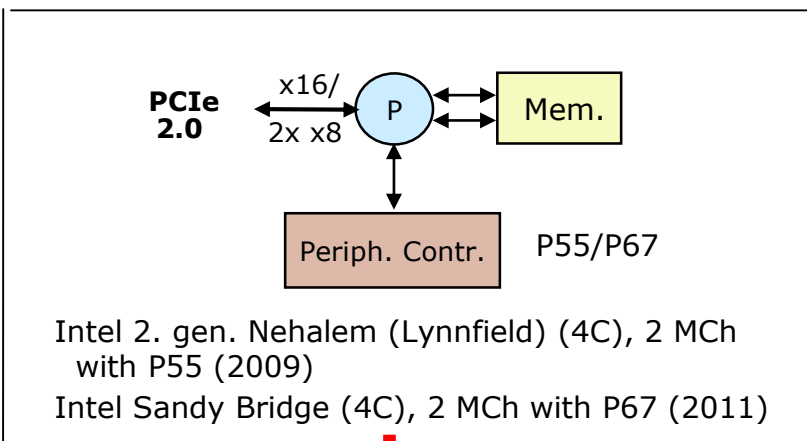 x16/
PCIe
2.0
2x x8
P
Mem.
Periph. Contr.
P55/P67
Intel 2. gen. Nehalem (Lynnfield) (4C), 2 MCh
with P55 (2009)
Intel Sandy Bridge (4C), 2 MCh with P67 (2011)